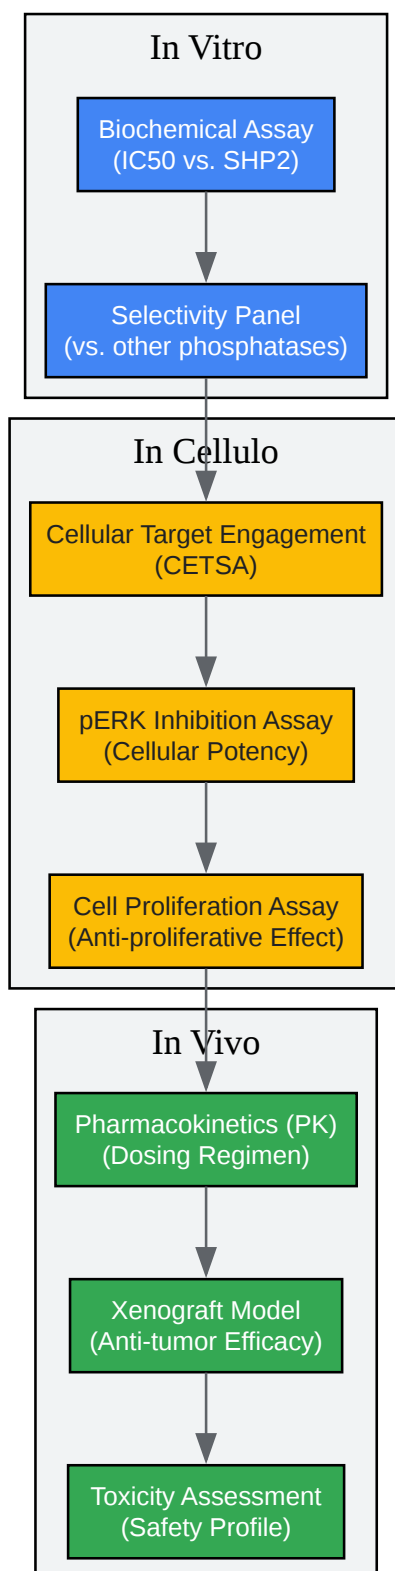 In Vitro
Biochemical Assay
(IC50 vs. SHP2)
Selectivity Panel
(vs. other phosphatases)
In Cellulo
Cellular Target Engagement
(CETSA)
pERK Inhibition Assay
(Cellular Potency)
Cell Proliferation Assay
(Anti-proliferative Effect)
In Vivo
Pharmacokinetics (PK)
(Dosing Regimen)
Xenograft Model
(Anti-tumor Efficacy)
Toxicity Assessment
(Safety Profile)